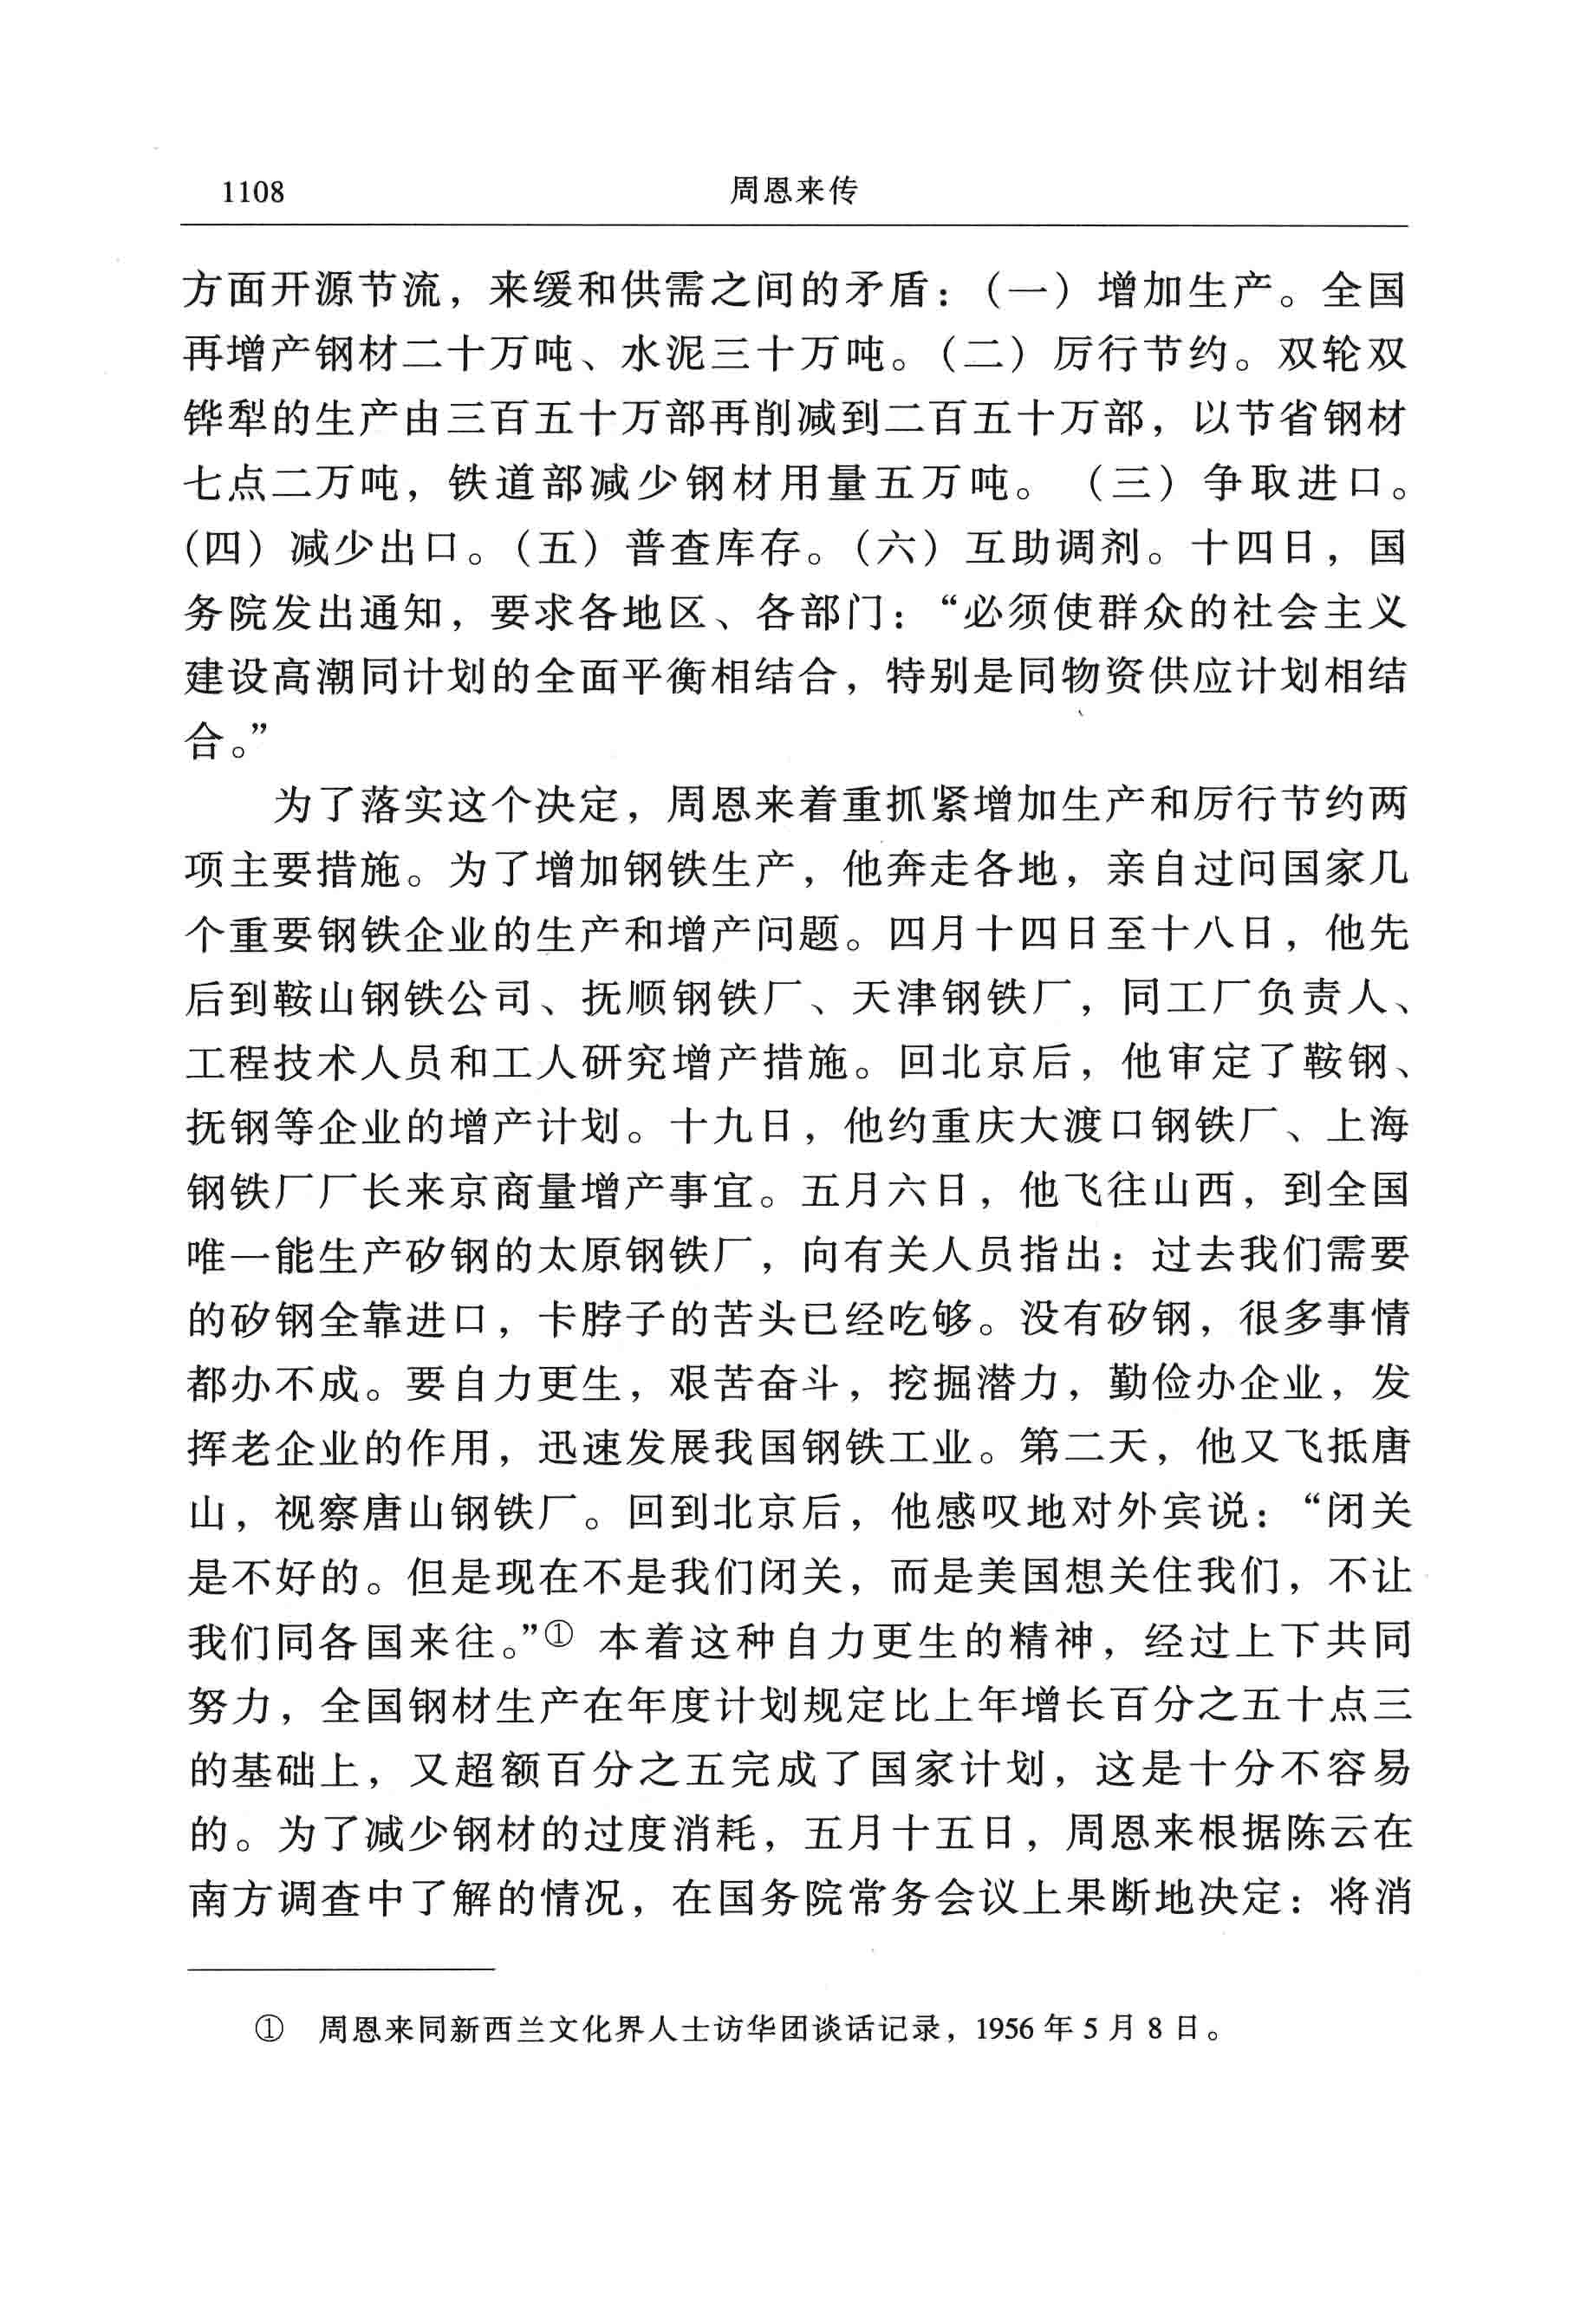 1108 周恩来传
方面开源节流，来缓和供需之间的矛盾：（一）增加生产。全国
再增产钢材二十万吨、水泥三十万吨。（二）厉行节约。双轮双
铧犁的生产由三百五十万部再削减到二百五十万部，以节省钢材
七点二万吨，铁道部减少钢材用量五万吨。（三）争取进口。
（四）减少出口。（五）普查库存。（六）互助调剂。十四日，国
务院发出通知，要求各地区、各部门：“必须使群众的社会主义
建设高潮同计划的全面平衡相结合，特别是同物资供应计划相结
合。”
为了落实这个决定，周恩来着重抓紧增加生产和厉行节约两
项主要措施。为了增加钢铁生产，他奔走各地，亲自过问国家几
个重要钢铁企业的生产和增产问题。四月十四日至十八日，他先
后到鞍山钢铁公司、抚顺钢铁厂、天津钢铁厂，同工厂负责人、
工程技术人员和工人研究增产措施。回北京后，他审定了鞍钢、
抚钢等企业的增产计划。十九日，他约重庆大渡口钢铁厂、上海
钢铁厂厂长来京商量增产事宜。五月六日，他飞往山西，到全国
唯一能生产矽钢的太原钢铁厂，向有关人员指出：过去我们需要
的矽钢全靠进口，卡脖子的苦头已经吃够。没有矽钢，很多事情
都办不成。要自力更生，艰苦奋斗，挖掘潜力，勤俭办企业，发
挥老企业的作用，迅速发展我国钢铁工业。第二天，他又飞抵唐
山，视察唐山钢铁厂。回到北京后，他感叹地对外宾说：“闭关
是不好的。但是现在不是我们闭关，而是美国想关住我们，不让
我们同各国来往。”① 本着这种自力更生的精神，经过上下共同
努力，全国钢材生产在年度计划规定比上年增长百分之五十点三
的基础上，又超额百分之五完成了国家计划，这是十分不容易
的。为了减少钢材的过度消耗，五月十五日，周恩来根据陈云在
南方调查中了解的情况，在国务院常务会议上果断地决定：将消
① 周恩来同新西兰文化界人士访华团谈话记录，1956 年 5 月 8 日。